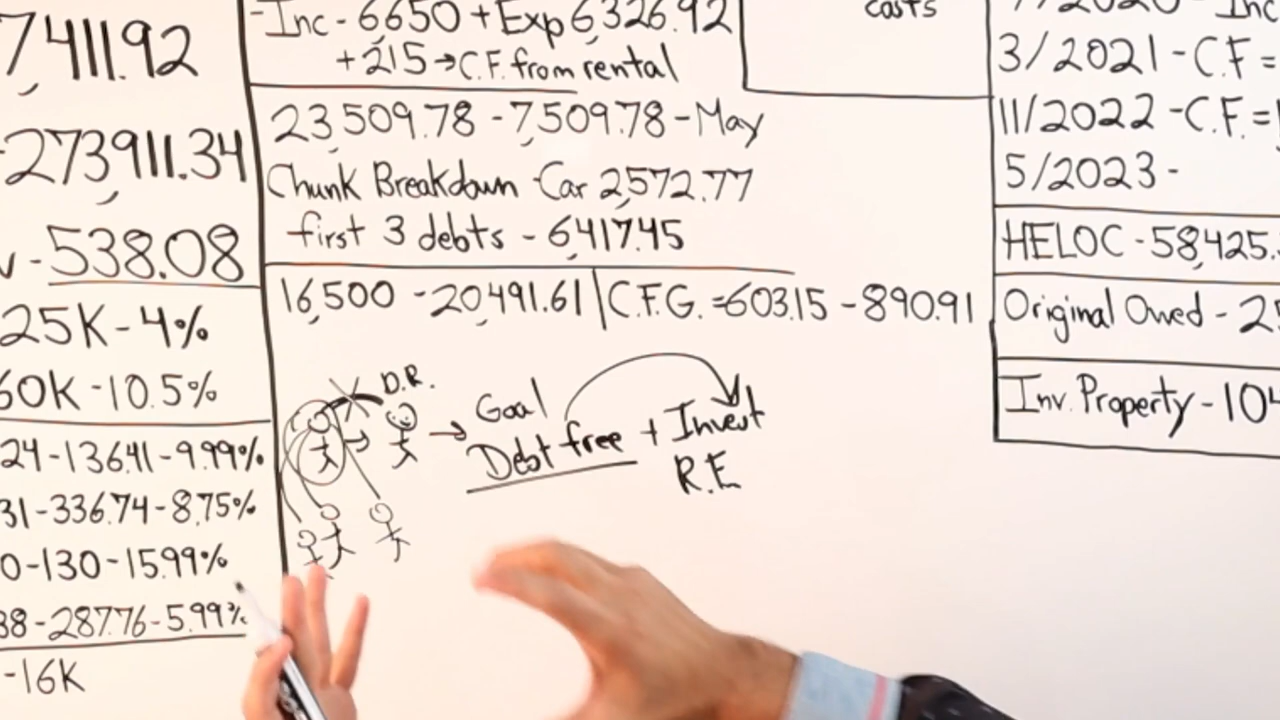 7,411.92
-273,911.34
-538.08
25K-4%
60K-10.5%
24-136.41-9.99%
31-336.74-8.75%
0-130-15.99%
38-287.76-5.99%
-16K
-Inc-6650+Exp 6,326.92
+215→C.F. from rental
23,509.78-7,509.78-May
Chunk Breakdown-Car 2,572.77
first 3 debts-6,417.45
16,500-20,491.61|C.F.G.=603.15-890.91
D.R.
→Goal
Debt free+Invest
R.E
costs
7/2020-Inc
3/2021-C.F=
11/2022-C.F.=
5/2023-
HELOC-58,425.
Original Owed-2
Inv. Property-104